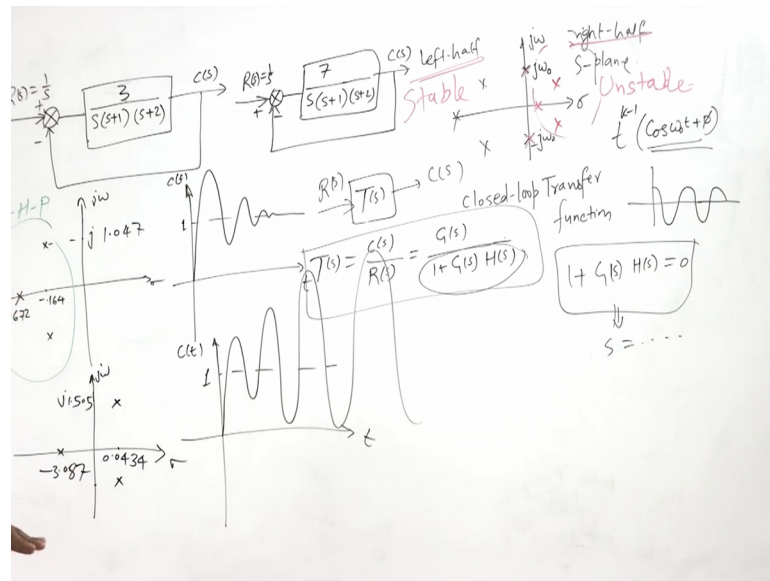 R(s)=1/s
+
-
3
S(s+1)(s+2)
C(s)
R(s)=1/s
+
-
7
S(s+1)(s+2)
C(s)
left-half
Stable
jω
jω₀
-jω₀
σ
right-half
S-plane
Unstable
t^(k-1) (Cosω₀t+φ)
-H-P
jω
j1.047
σ
-.164
672
C(s)
1
t
R(s)
T(s)
C(s)
closed-loop Transfer
function
T(s) = C(s)/R(s) = G(s)/(1+G(s) H(s))
1+ G(s) H(s) = 0
⇓
S = ....
C(t)
1
t
jω
j1.505
-3.087
0.0434
σ